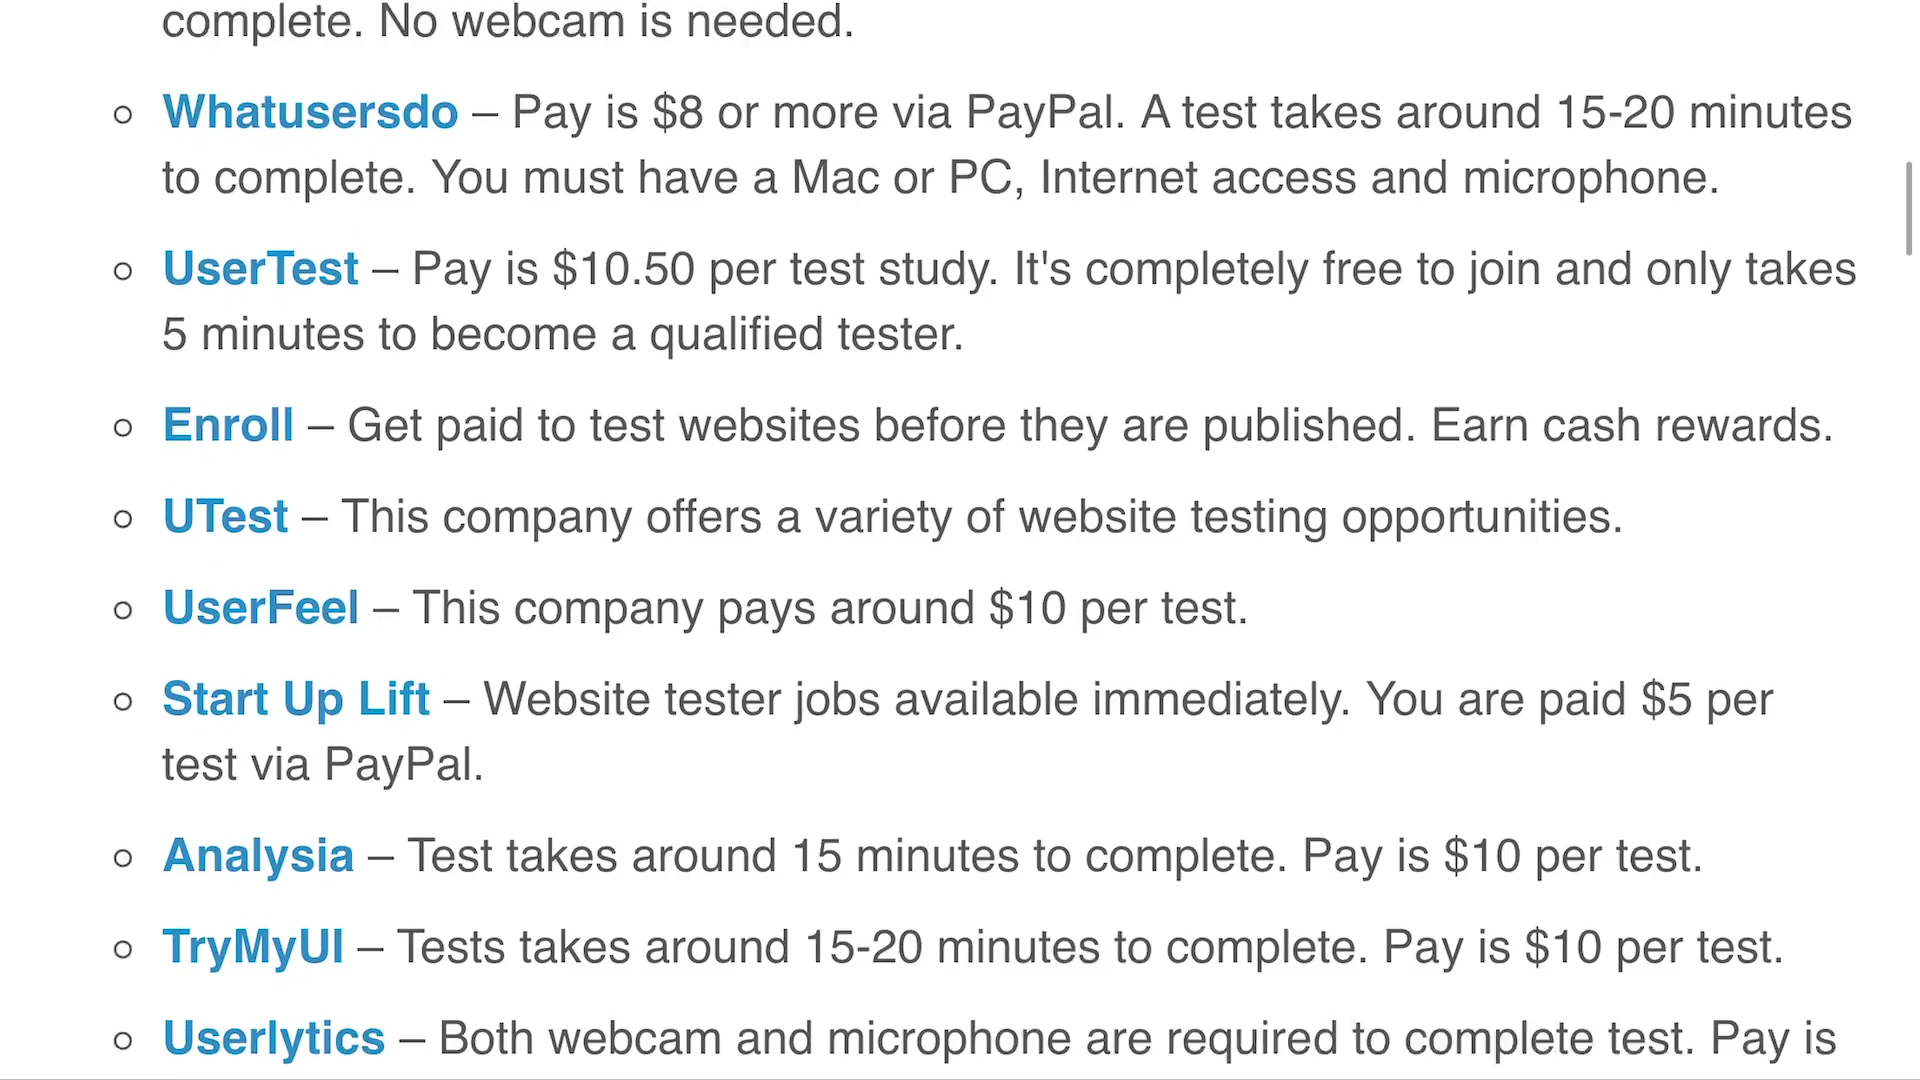 complete. No webcam is needed.
Whatusersdo – Pay is $8 or more via PayPal. A test takes around 15-20 minutes
to complete. You must have a Mac or PC, Internet access and microphone.
UserTest – Pay is $10.50 per test study. It's completely free to join and only takes
5 minutes to become a qualified tester.
Enroll – Get paid to test websites before they are published. Earn cash rewards.
UTest – This company offers a variety of website testing opportunities.
UserFeel – This company pays around $10 per test.
Start Up Lift – Website tester jobs available immediately. You are paid $5 per
test via PayPal.
Analysia – Test takes around 15 minutes to complete. Pay is $10 per test.
TryMyUI – Tests takes around 15-20 minutes to complete. Pay is $10 per test.
Userlytics – Both webcam and microphone are required to complete test. Pay is